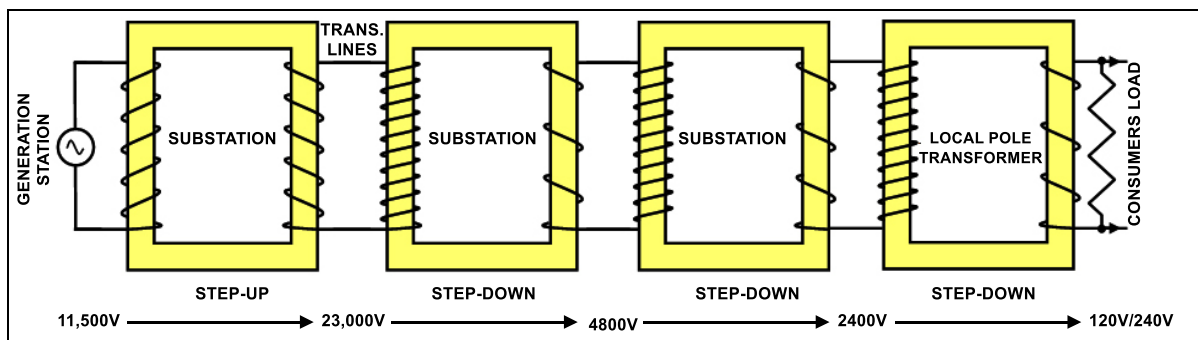 GENERATION
STATION
SUBSTATION
TRANS.
LINES
SUBSTATION
SUBSTATION
. LOCAL POLE
TRANSFORMER
CONSUMERS LOAD
STEP-UP
STEP-DOWN
STEP-DOWN
STEP-DOWN
11,500V
23,000V
4800V
2400V
120V/240V